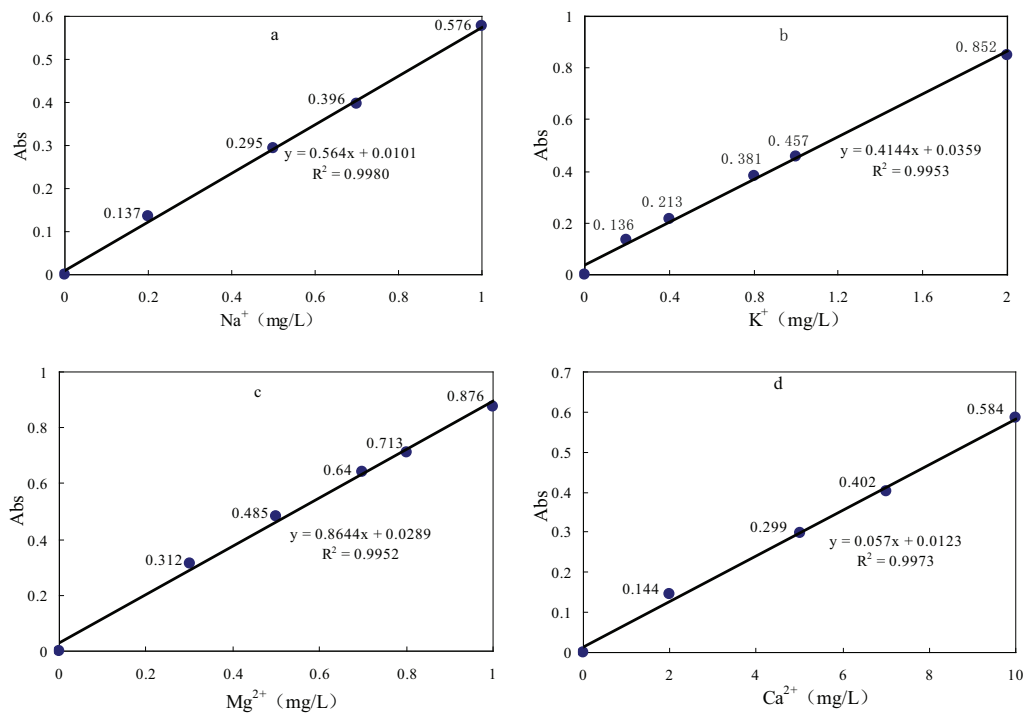 a
0.6
0.5
0.4
0.3
0.2
0.1
0
Abs
0.137
0.295
0.396
0.576
y = 0.564x + 0.0101
R² = 0.9980
0 0.2 0.4 0.6 0.8 1
Na⁺（mg/L）
b
1
0.8
0.6
0.4
0.2
0
Abs
0.136
0.213
0.381
0.457
0.852
y = 0.4144x + 0.0359
R² = 0.9953
0 0.4 0.8 1.2 1.6 2
K⁺（mg/L）
c
1
0.8
0.6
0.4
0.2
0
Abs
0.312
0.485
0.64
0.713
0.876
y = 0.8644x + 0.0289
R² = 0.9952
0 0.2 0.4 0.6 0.8 1
Mg²⁺（mg/L）
d
0.7
0.6
0.5
0.4
0.3
0.2
0.1
0
Abs
0.144
0.299
0.402
0.584
y = 0.057x + 0.0123
R² = 0.9973
0 2 4 6 8 10
Ca²⁺（mg/L）